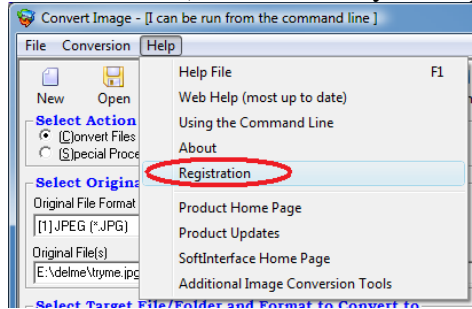 Convert Image - [I can be run from the command line ]
File Conversion Help
New Open
Help File F1
Web Help (most up to date)
Using the Command Line
About
Registration
Product Home Page
Product Updates
SoftInterface Home Page
Additional Image Conversion Tools
Select Action
(C)onvert Files
(S)pecial Proce
Select Origina
Original File Format
[1] JPEG (*.JPG)
Original File(s)
E:\delme\tryme.jpg
Select Target File/Folder and Format to Convert to